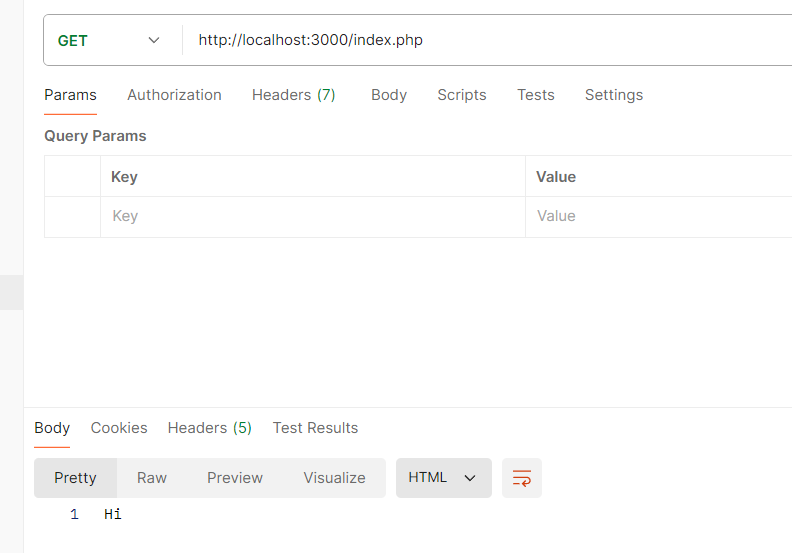 GET http://localhost:3000/index.php
Params Authorization Headers (7) Body Scripts Tests Settings
Query Params
Key Value
Key Value
Body Cookies Headers (5) Test Results
Pretty Raw Preview Visualize HTML
1 Hi